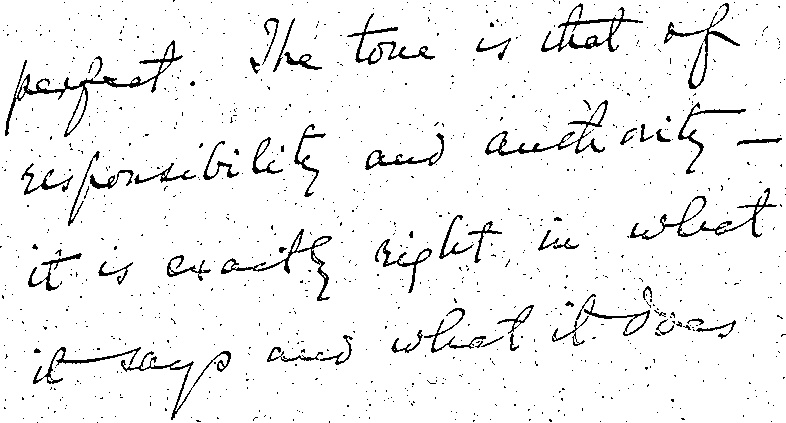 perfect. The tone is that of
responsibility and authority —
it is exactly right in what
it says and what it does